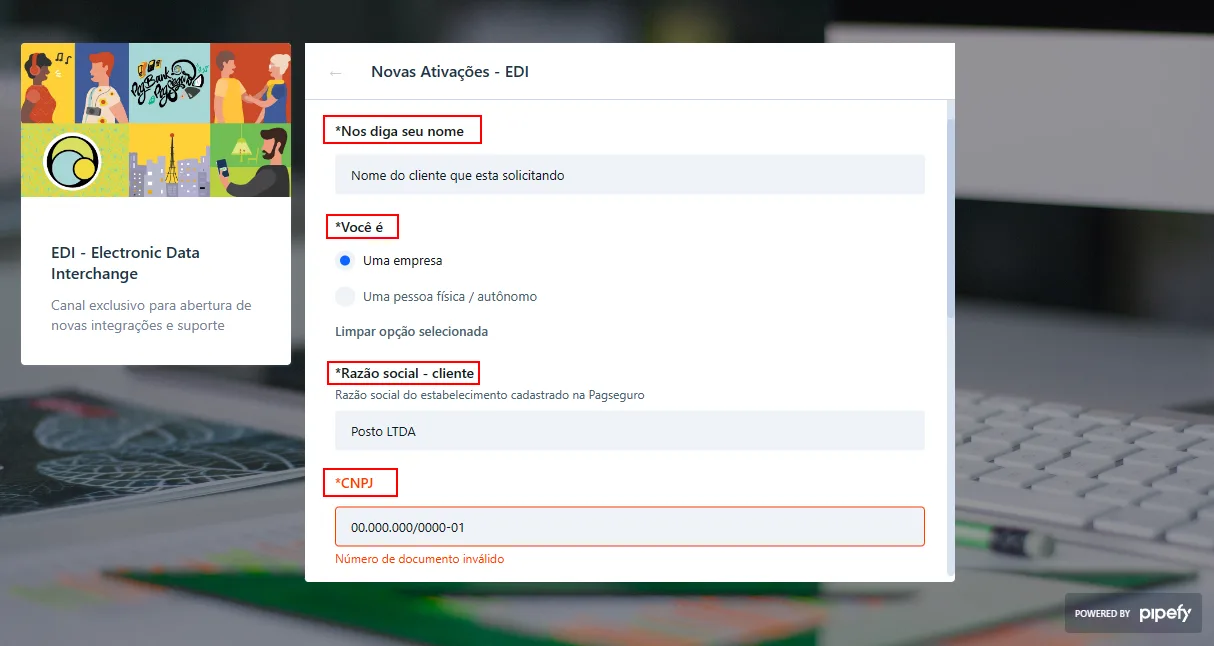 PagBank
PagSeguro
EDI - Electronic Data
Interchange
Canal exclusivo para abertura de
novas integrações e suporte
← Novas Ativações - EDI
*Nos diga seu nome
Nome do cliente que esta solicitando
*Você é
Uma empresa
Uma pessoa física / autônomo
Limpar opção selecionada
*Razão social - cliente
Razão social do estabelecimento cadastrado na Pagseguro
Posto LTDA
*CNPJ
00.000.000/0000-01
Número de documento inválido
POWERED BY pipefy